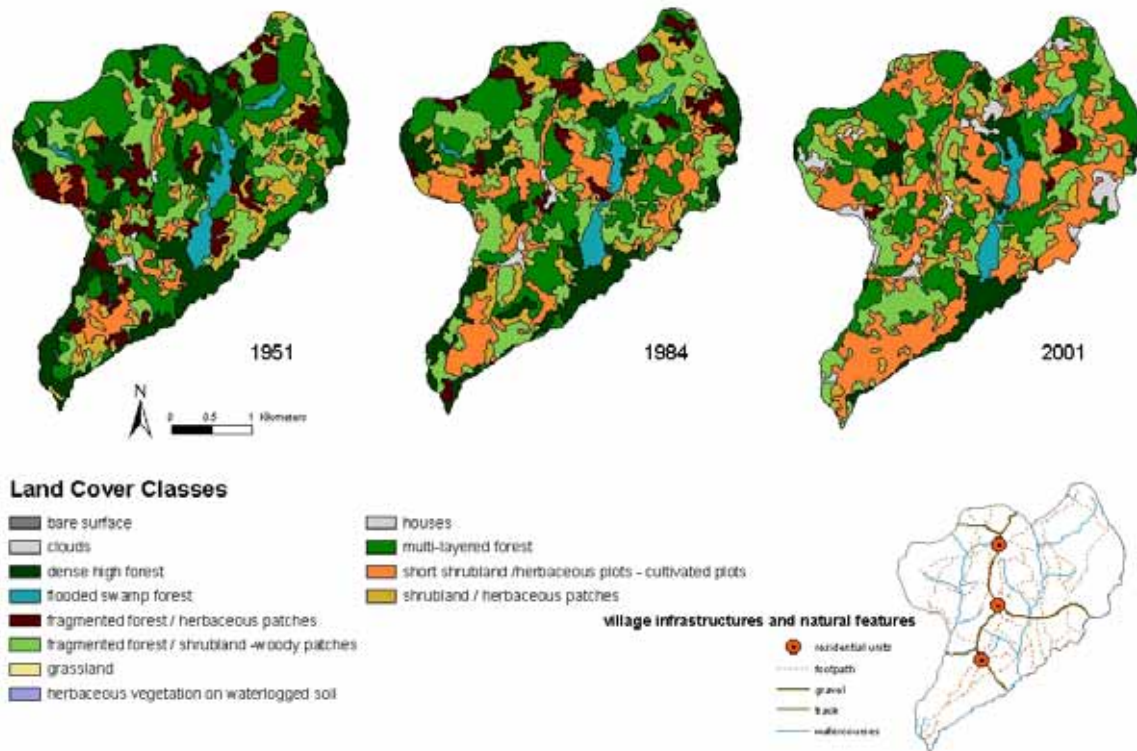 1951
1984
2001
N
0 0.5 1 Kilometers
Land Cover Classes
bare surface
clouds
dense high forest
flooded swamp forest
fragmented forest / herbaceous patches
fragmented forest / shrubland -woody patches
grassland
herbaceous vegetation on waterlogged soil
houses
multi-layered forest
short shrubland /herbaceous plots - cultivated plots
shrubland / herbaceous patches
village infrastructures and natural features
residential units
footpath
gravel
track
watercourses